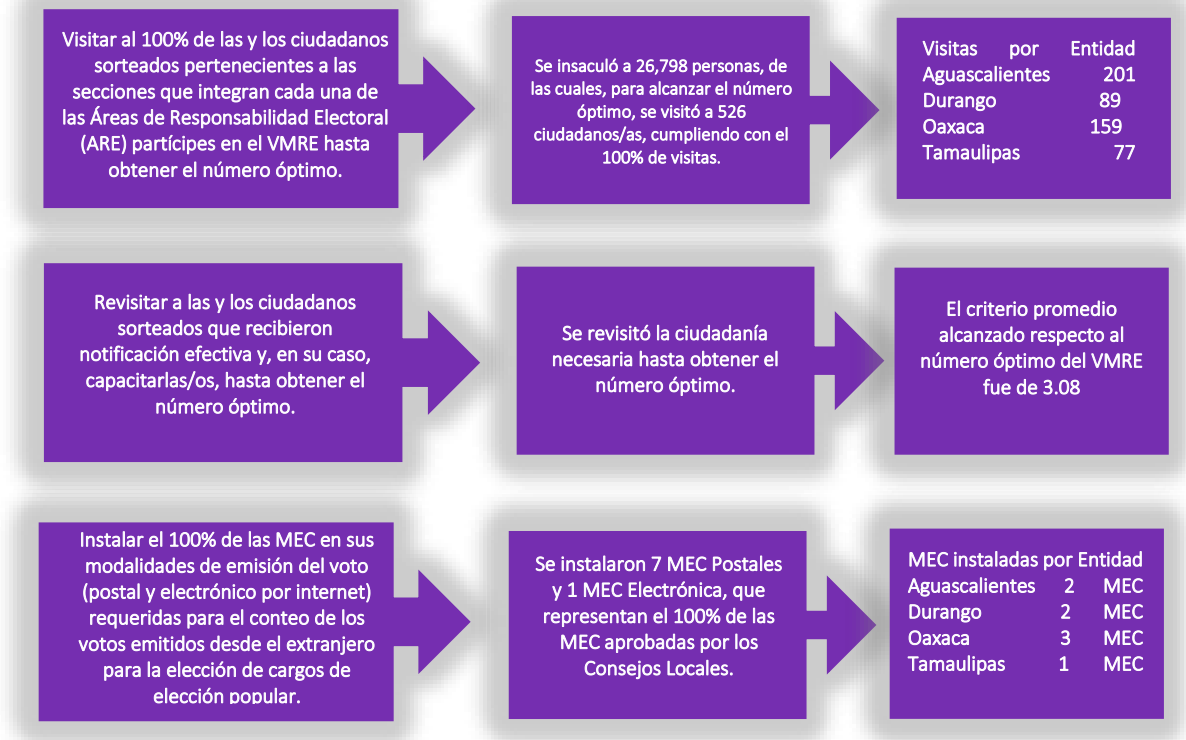 Visitar al 100% de las y los ciudadanos
sorteados pertenecientes a las
secciones que integran cada una de
las Áreas de Responsabilidad Electoral
(ARE) partícipes en el VMRE hasta
obtener el número óptimo.
Se insaculó a 26,798 personas, de
las cuales, para alcanzar el número
óptimo, se visitó a 526
ciudadanos/as, cumpliendo con el
100% de visitas.
Visitas por Entidad
Aguascalientes 201
Durango 89
Oaxaca 159
Tamaulipas 77
Revisitar a las y los ciudadanos
sorteados que recibieron
notificación efectiva y, en su caso,
capacitarlas/os, hasta obtener el
número óptimo.
Se revisitó la ciudadanía
necesaria hasta obtener el
número óptimo.
El criterio promedio
alcanzado respecto al
número óptimo del VMRE
fue de 3.08
Instalar el 100% de las MEC en sus
modalidades de emisión del voto
(postal y electrónico por internet)
requeridas para el conteo de los
votos emitidos desde el extranjero
para la elección de cargos de
elección popular.
Se instalaron 7 MEC Postales
y 1 MEC Electrónica, que
representan el 100% de las
MEC aprobadas por los
Consejos Locales.
MEC instaladas por Entidad
Aguascalientes 2 MEC
Durango 2 MEC
Oaxaca 3 MEC
Tamaulipas 1 MEC